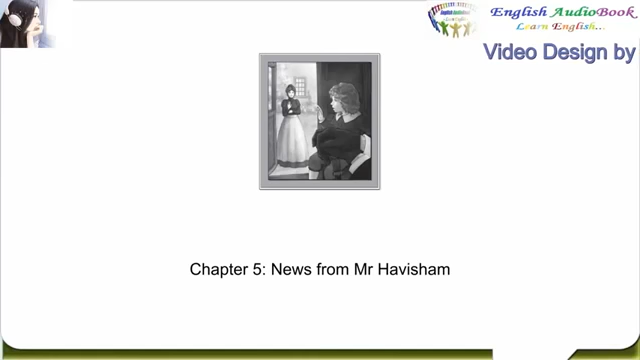 English AudioBook
Learn English...
Video Design by
Chapter 5: News from Mr Havisham